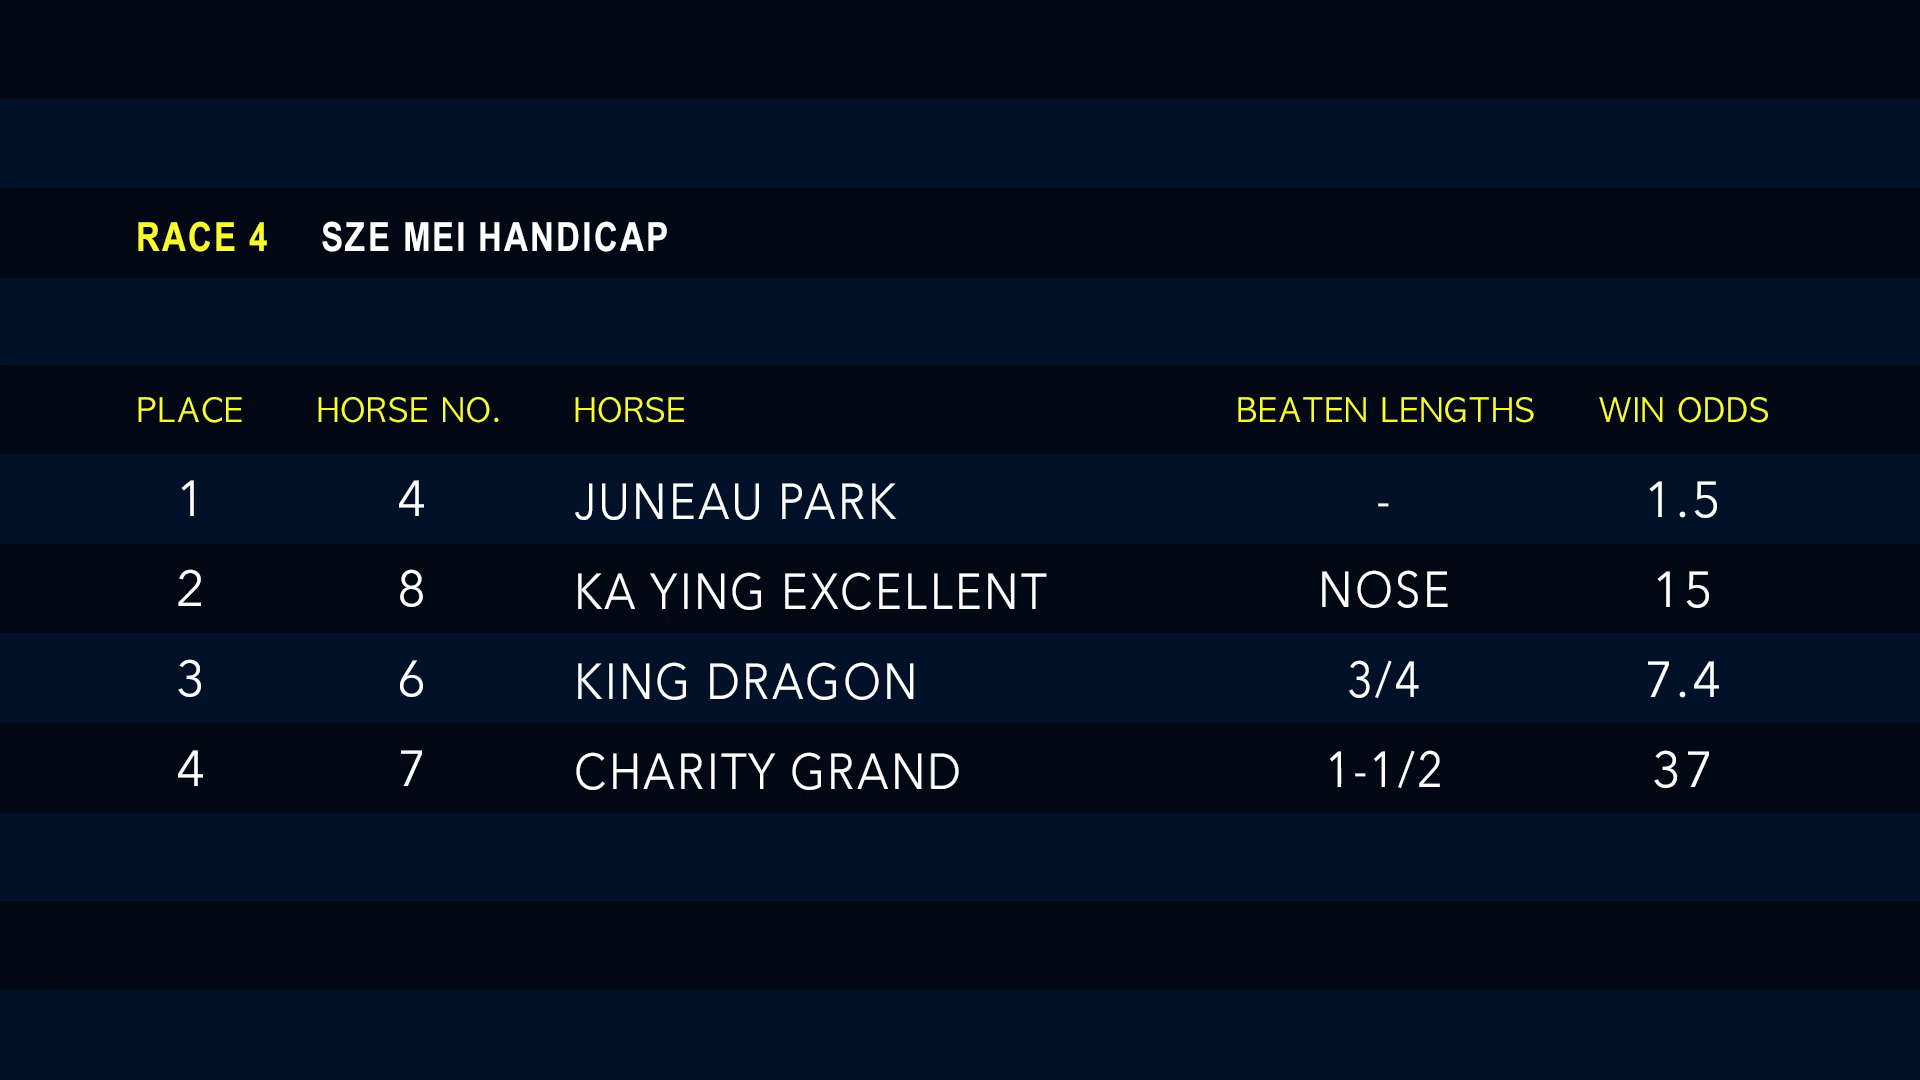 RACE 4 SZE MEI HANDICAP
PLACE HORSE NO. HORSE BEATEN LENGTHS WIN ODDS
1 4 JUNEAU PARK - 1.5
2 8 KA YING EXCELLENT NOSE 15
3 6 KING DRAGON 3/4 7.4
4 7 CHARITY GRAND 1-1/2 37